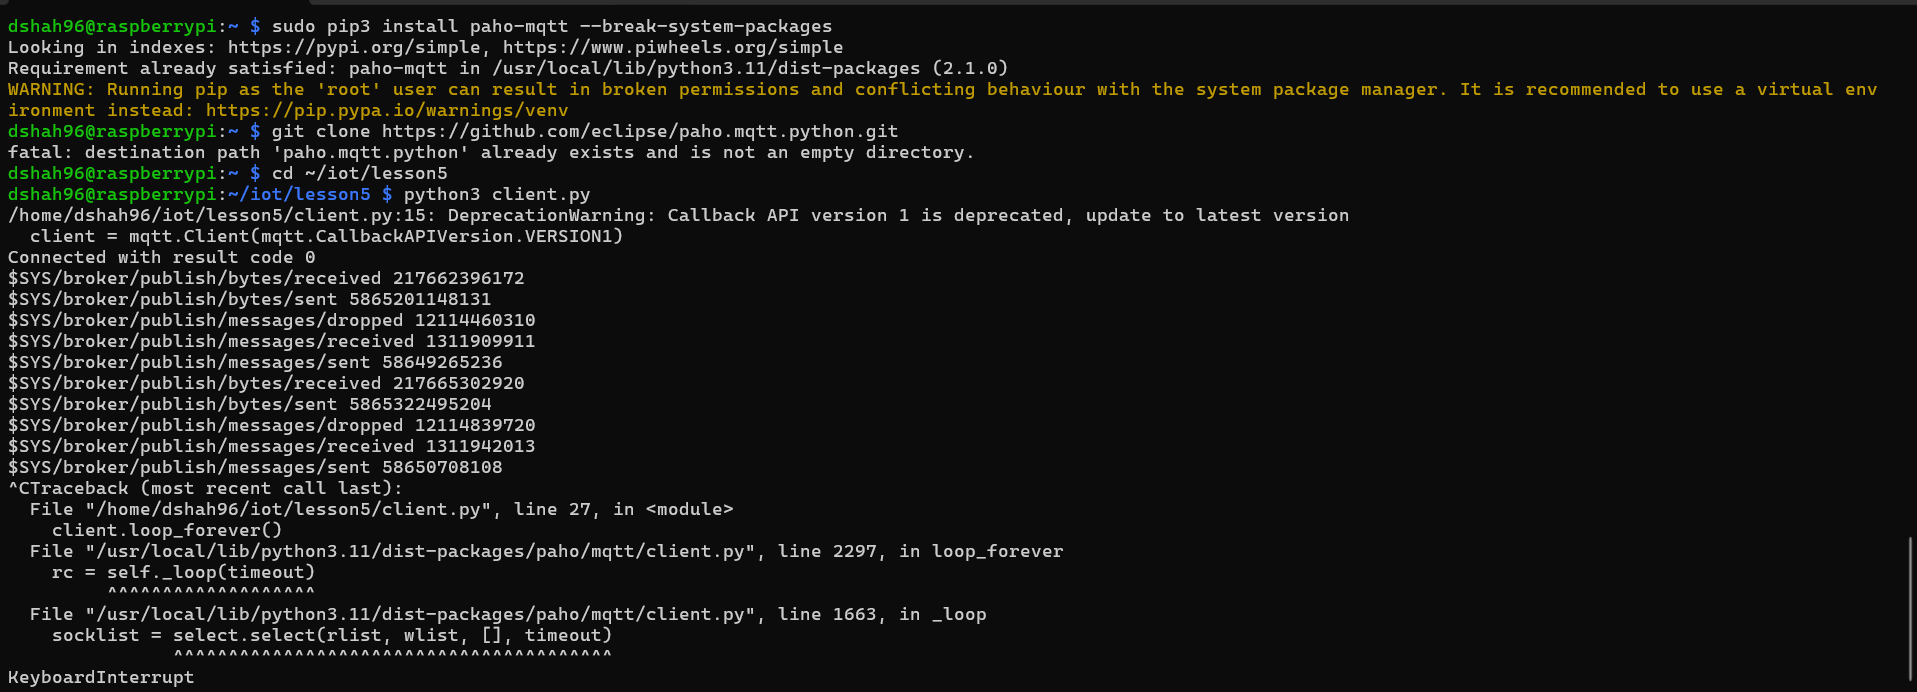 dshah96@raspberrypi:~ $ sudo pip3 install paho-mqtt --break-system-packages
Looking in indexes: https://pypi.org/simple, https://www.piwheels.org/simple
Requirement already satisfied: paho-mqtt in /usr/local/lib/python3.11/dist-packages (2.1.0)
WARNING: Running pip as the 'root' user can result in broken permissions and conflicting behaviour with the system package manager. It is recommended to use a virtual env
ironment instead: https://pip.pypa.io/warnings/venv
dshah96@raspberrypi:~ $ git clone https://github.com/eclipse/paho.mqtt.python.git
fatal: destination path 'paho.mqtt.python' already exists and is not an empty directory.
dshah96@raspberrypi:~ $ cd ~/iot/lesson5
dshah96@raspberrypi:~/iot/lesson5 $ python3 client.py
/home/dshah96/iot/lesson5/client.py:15: DeprecationWarning: Callback API version 1 is deprecated, update to latest version
  client = mqtt.Client(mqtt.CallbackAPIVersion.VERSION1)
Connected with result code 0
$SYS/broker/publish/bytes/received 217662396172
$SYS/broker/publish/bytes/sent 5865201148131
$SYS/broker/publish/messages/dropped 12114460310
$SYS/broker/publish/messages/received 1311909911
$SYS/broker/publish/messages/sent 58649265236
$SYS/broker/publish/bytes/received 217665302920
$SYS/broker/publish/bytes/sent 5865322495204
$SYS/broker/publish/messages/dropped 12114839720
$SYS/broker/publish/messages/received 1311942013
$SYS/broker/publish/messages/sent 58650708108
^CTraceback (most recent call last):
  File "/home/dshah96/iot/lesson5/client.py", line 27, in <module>
    client.loop_forever()
  File "/usr/local/lib/python3.11/dist-packages/paho/mqtt/client.py", line 2297, in loop_forever
    rc = self._loop(timeout)
         ^^^^^^^^^^^^^^^^^^^
  File "/usr/local/lib/python3.11/dist-packages/paho/mqtt/client.py", line 1663, in _loop
    socklist = select.select(rlist, wlist, [], timeout)
               ^^^^^^^^^^^^^^^^^^^^^^^^^^^^^^^^^^^^^^^^
KeyboardInterrupt